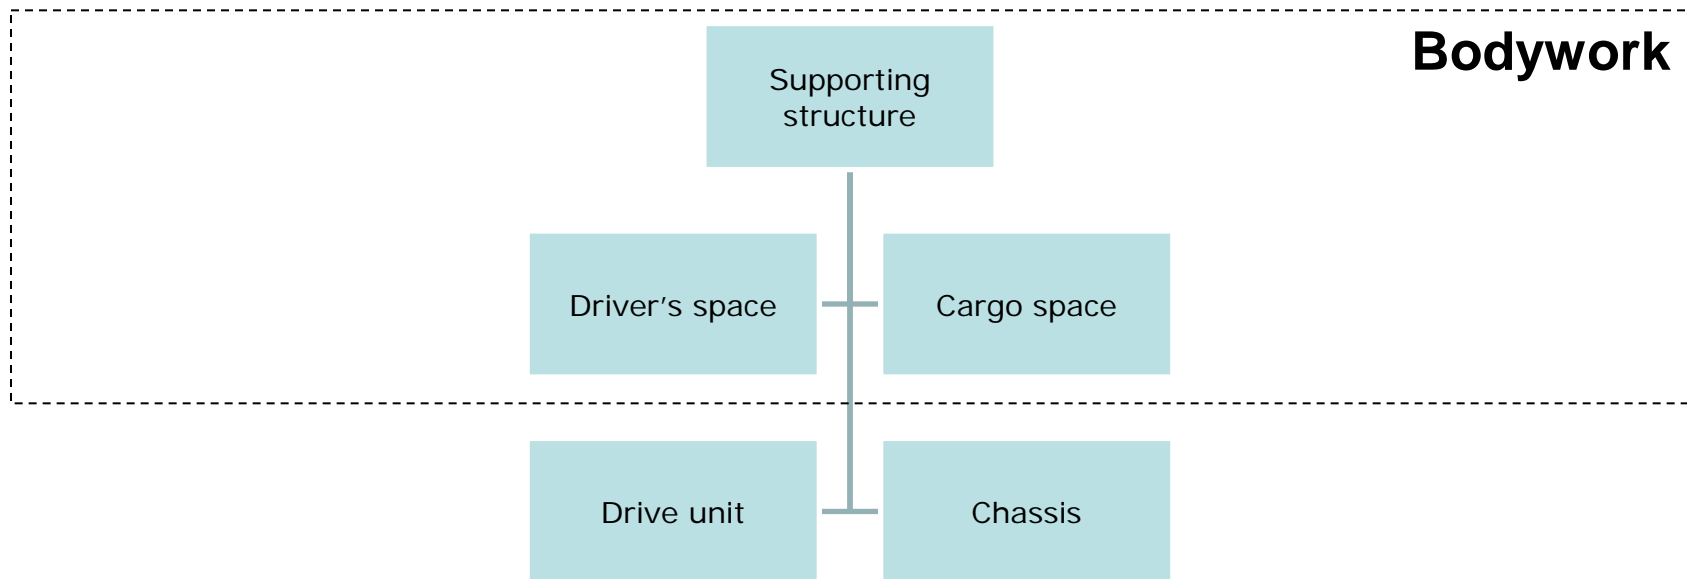 Bodywork
Supporting
structure
Driver's space
Cargo space
Drive unit
Chassis